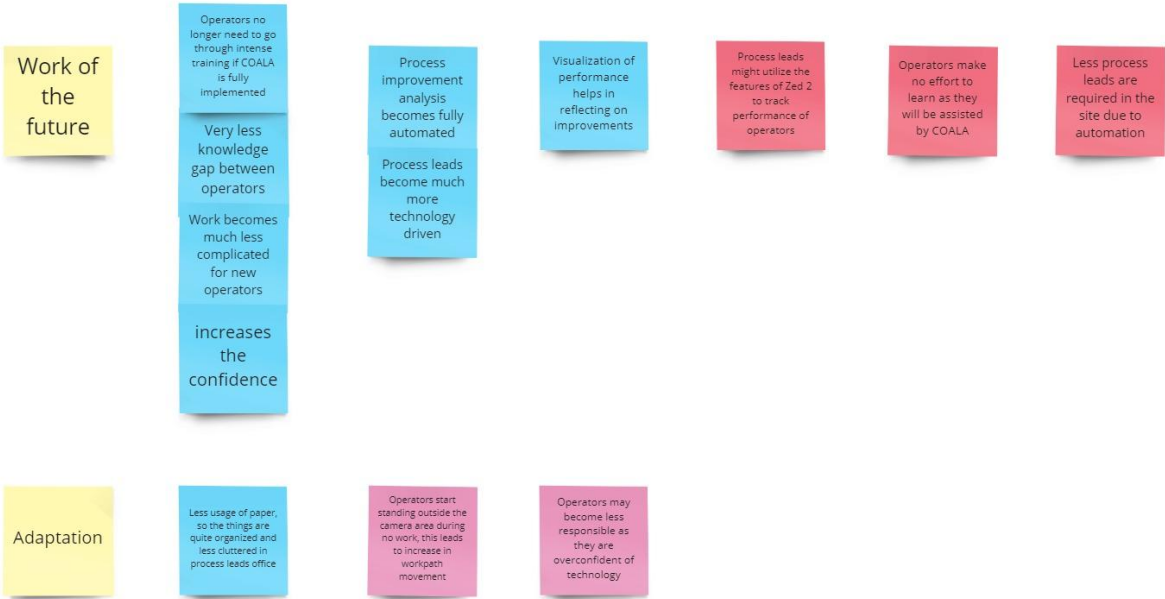 Work of
the
future
Operators no
longer need to go
through intense
training if COALA
is fully
implemented
Very less
knowledge
gap between
operators
Work becomes
much less
complicated
for new
operators
increases
the
confidence
Process
improvement
analysis
becomes fully
automated
Process leads
become much
more
technology
driven
Visualization of
performance
helps in
reflecting on
improvements
Process leads
might utilize the
features of Zed 2
to track
performance of
operators
Operators make
no effort to
learn as they
will be assisted
by COALA
Less process
leads are
required in the
site due to
automation
Adaptation
Less usage of paper,
so the things are
quite organized and
less cluttered in
process leads office
Operators start
standing outside the
camera area during
no work, this leads
to increase in
workpath
movement
Operators may
become less
responsible as
they are
overconfident of
technology